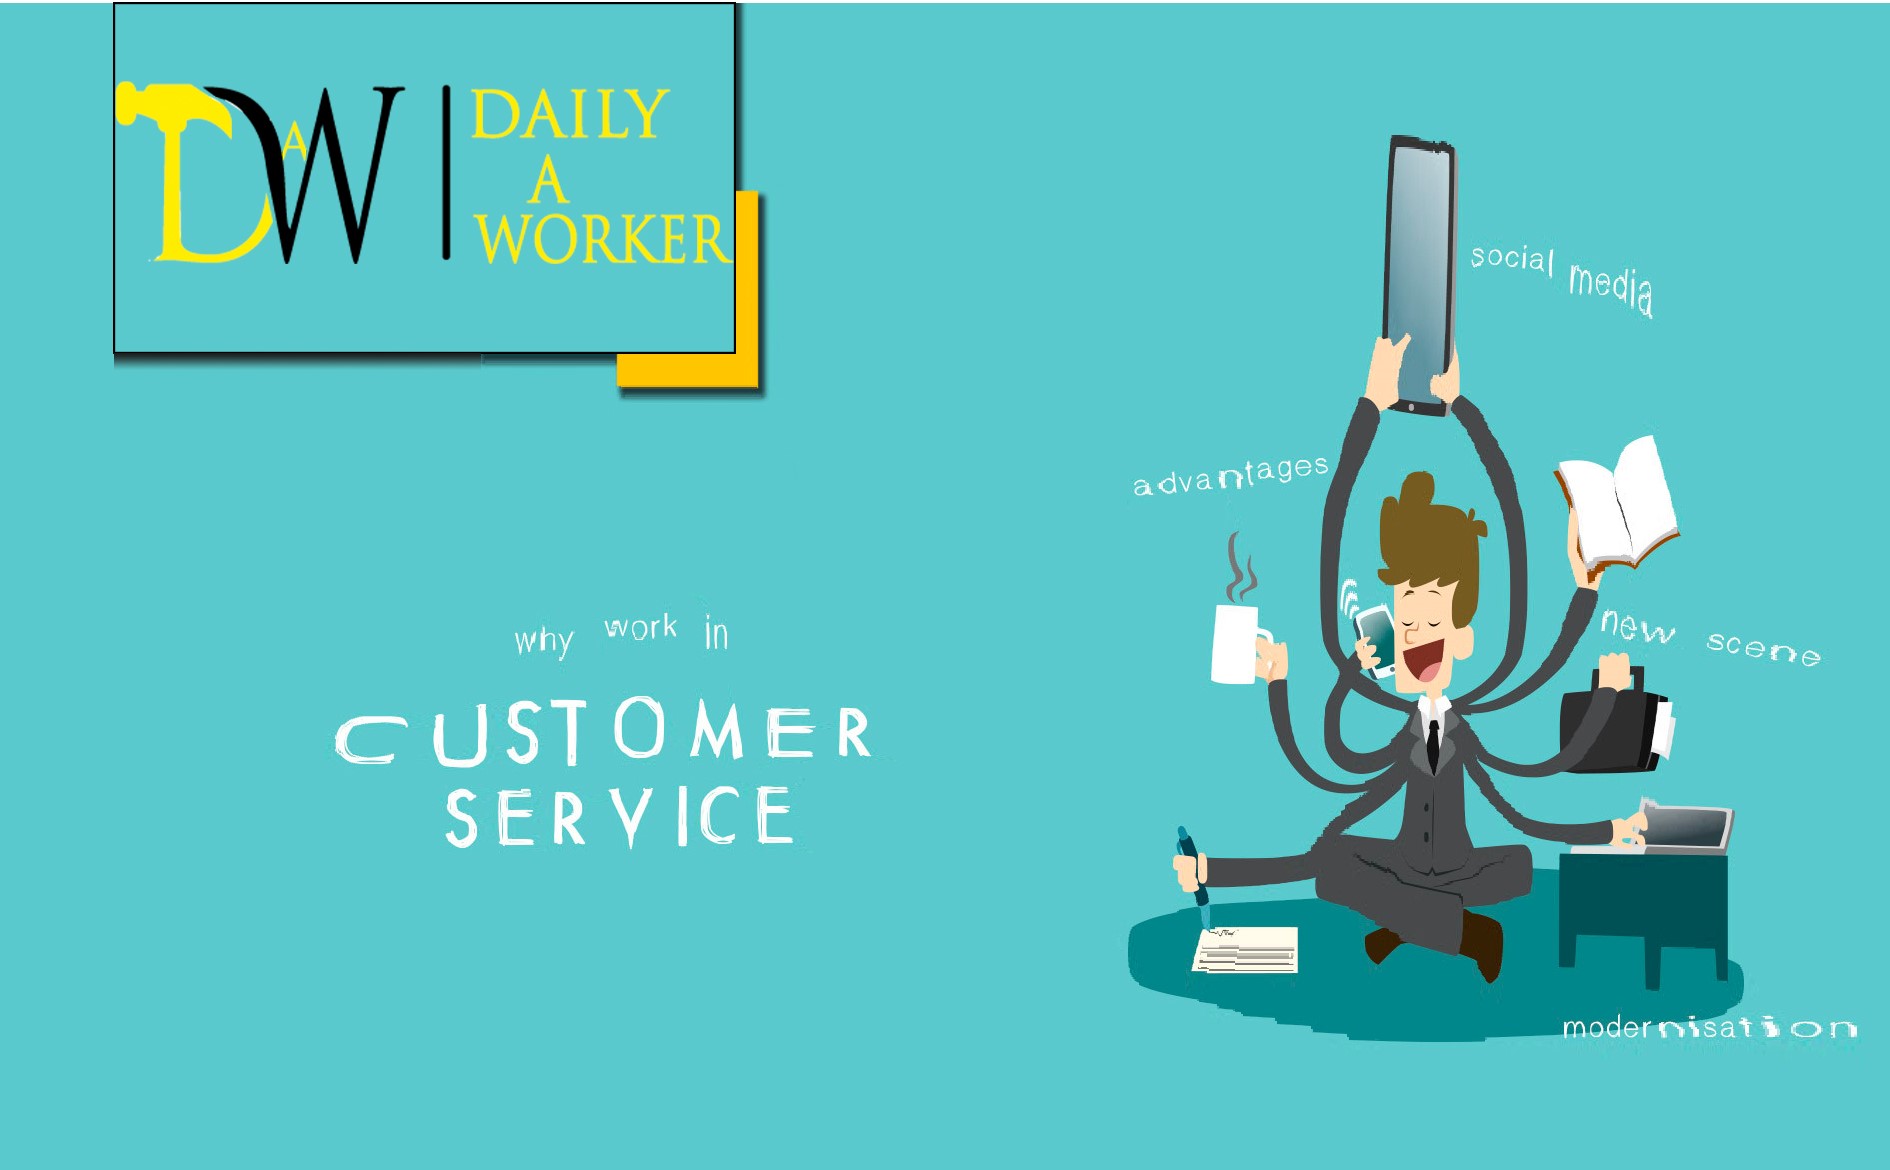 DAW
DAILY
A
WORKER
social media
advantages
new scene
why work in
CUSTOMER
SERVICE
modernisation